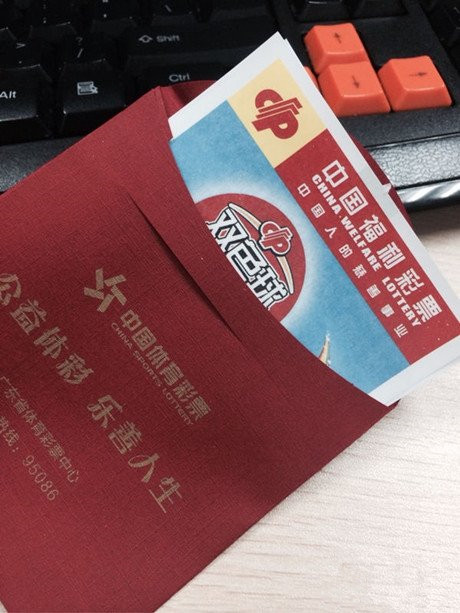 Alt
Shift
Ctrl
中国福利彩票
CHINA WELFARE LOTTERY
中国人的慈善事业
双色球
中国体育彩票
CHINA SPORTS LOTTERY
公益体彩 乐善人生
广东省体育彩票中心
95086